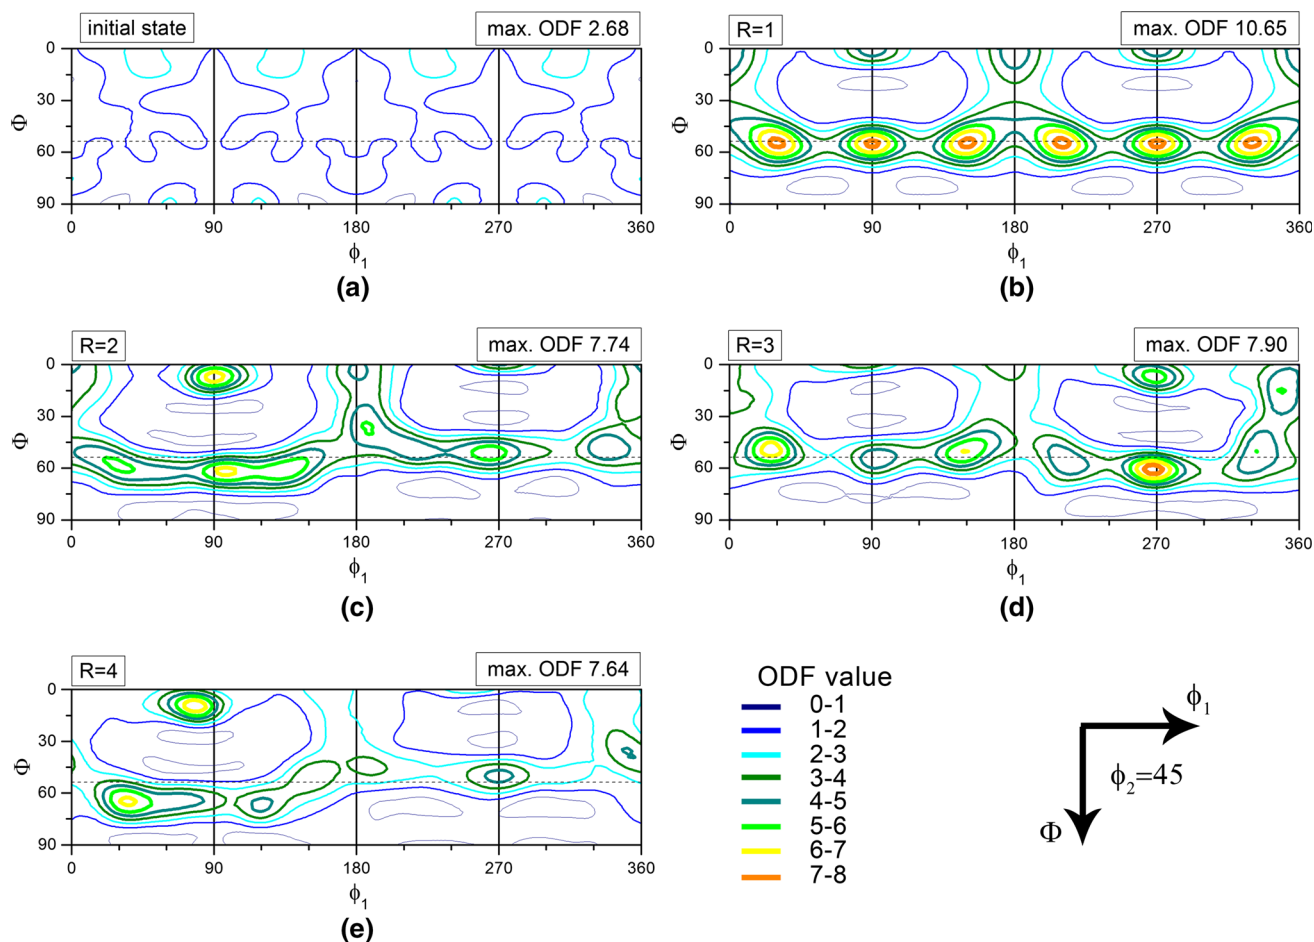 initial state
max. ODF 2.68
0
30
60
90
Φ
0 90 180 270 360
ϕ1
(a)
R=1
max. ODF 10.65
0
30
60
90
Φ
0 90 180 270 360
ϕ1
(b)
R=2
max. ODF 7.74
0
30
60
90
Φ
0 90 180 270 360
ϕ1
(c)
R=3
max. ODF 7.90
0
30
60
90
Φ
0 90 180 270 360
ϕ1
(d)
R=4
max. ODF 7.64
0
30
60
90
Φ
0 90 180 270 360
ϕ1
(e)
ODF value
0-1
1-2
2-3
3-4
4-5
5-6
6-7
7-8
ϕ1
ϕ2=45
Φ